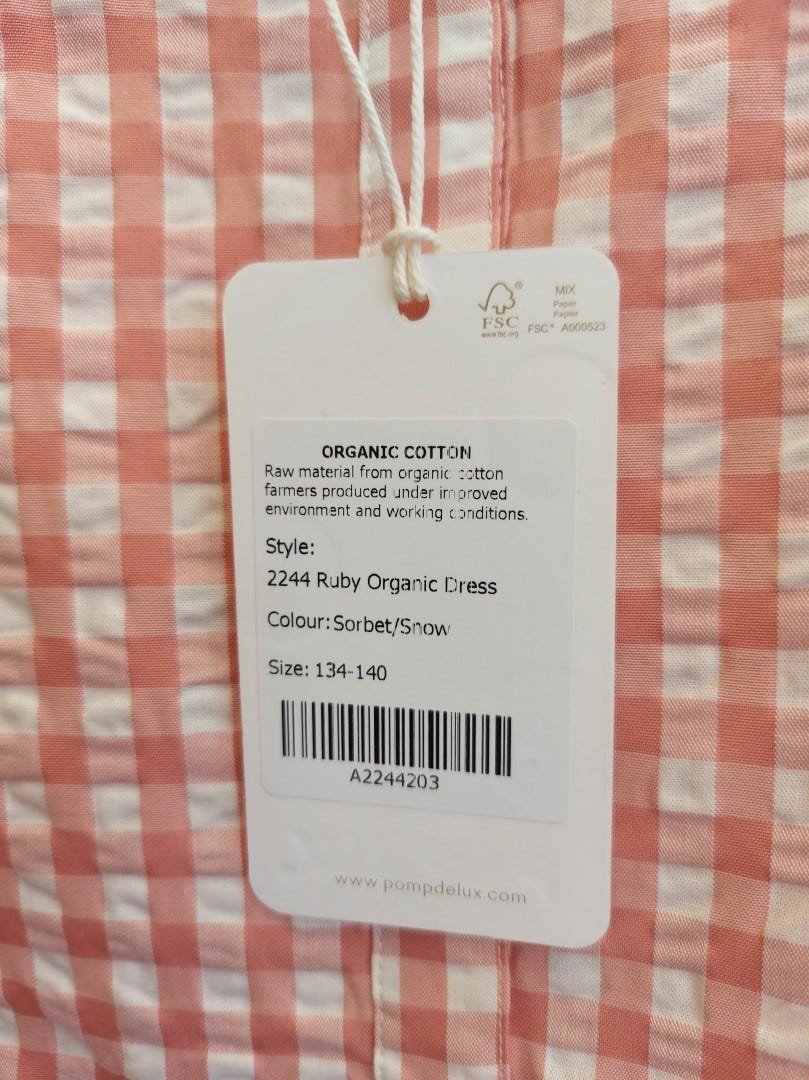 MIX
Paper
Papier
FSC® A000523
FSC
www.fsc.org
ORGANIC COTTON
Raw material from organic cotton
farmers produced under improved
environment and working conditions.
Style:
2244 Ruby Organic Dress
Colour: Sorbet/Snow
Size: 134-140
A2244203
www.pompdelux.com